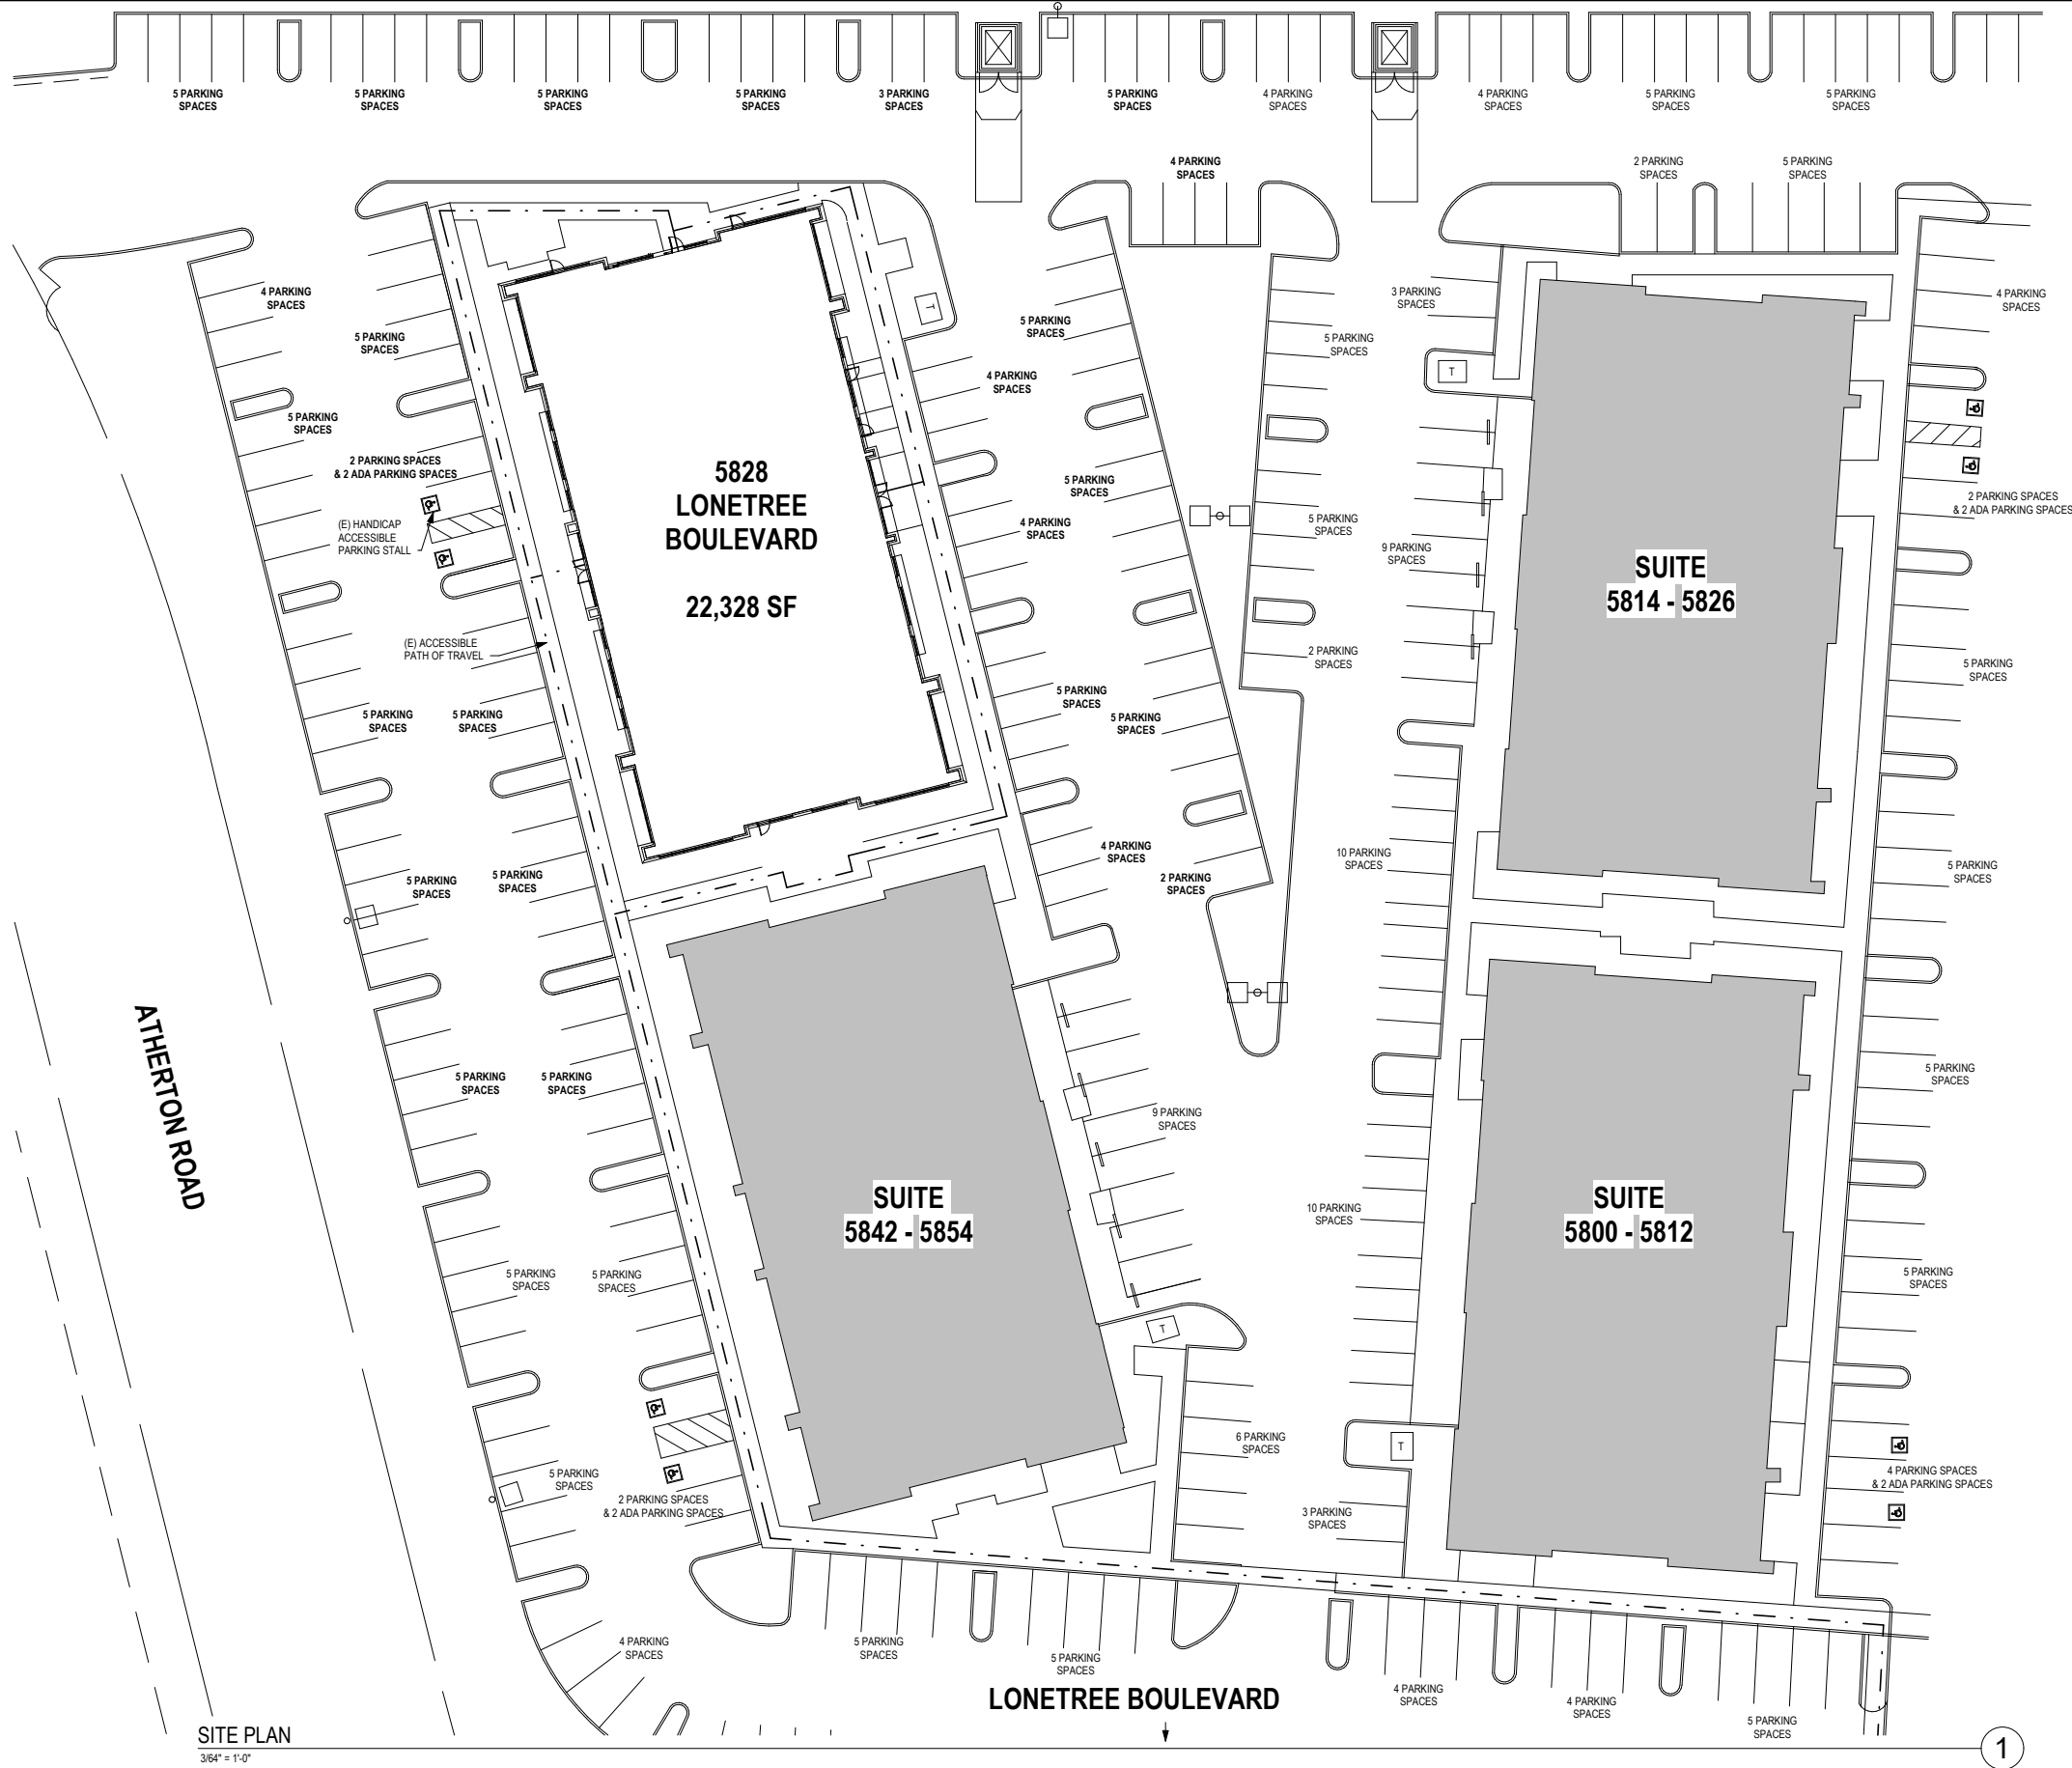 5 PARKING
SPACES
5 PARKING
SPACES
5 PARKING
SPACES
5 PARKING
SPACES
3 PARKING
SPACES
5 PARKING
SPACES
4 PARKING
SPACES
4 PARKING
SPACES
5 PARKING
SPACES
5 PARKING
SPACES
4 PARKING
SPACES
2 PARKING
SPACES
5 PARKING
SPACES
4 PARKING
SPACES
5 PARKING
SPACES
5 PARKING
SPACES
2 PARKING SPACES
& 2 ADA PARKING SPACES
(E) HANDICAP
ACCESSIBLE
PARKING STALL
(E) ACCESSIBLE
PATH OF TRAVEL
5828
LONETREE
BOULEVARD
22,328 SF
T
5 PARKING
SPACES
4 PARKING
SPACES
5 PARKING
SPACES
4 PARKING
SPACES
5 PARKING
SPACES
5 PARKING
SPACES
4 PARKING
SPACES
2 PARKING
SPACES
5 PARKING
SPACES
5 PARKING
SPACES
2 PARKING
SPACES
3 PARKING
SPACES
T
9 PARKING
SPACES
10 PARKING
SPACES
SUITE
5814 - 5826
4 PARKING
SPACES
2 PARKING SPACES
& 2 ADA PARKING SPACES
5 PARKING
SPACES
5 PARKING
SPACES
5 PARKING
SPACES
5 PARKING
SPACES
5 PARKING
SPACES
5 PARKING
SPACES
5 PARKING
SPACES
5 PARKING
SPACES
ATHERTON ROAD
5 PARKING
SPACES
5 PARKING
SPACES
5 PARKING
SPACES
2 PARKING SPACES
& 2 ADA PARKING SPACES
SUITE
5842 - 5854
9 PARKING
SPACES
T
6 PARKING
SPACES
10 PARKING
SPACES
T
3 PARKING
SPACES
SUITE
5800 - 5812
5 PARKING
SPACES
5 PARKING
SPACES
4 PARKING SPACES
& 2 ADA PARKING SPACES
4 PARKING
SPACES
5 PARKING
SPACES
5 PARKING
SPACES
4 PARKING
SPACES
4 PARKING
SPACES
5 PARKING
SPACES
LONETREE BOULEVARD
SITE PLAN
3/64" = 1'-0"
1